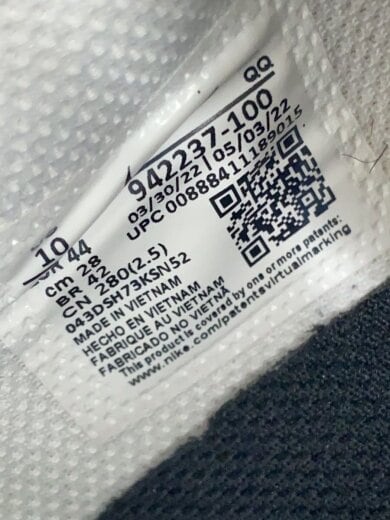 QQ
942237-100
03/30/22 | 05/03/22
UPC 00888411189015
10
44
cm 28
BR 42
CN 280(2.5)
043DSH73KSN52
MADE IN VIETNAM
HECHO EN VIETNAM
FABRIQUE AU VIETNAM
FABRICADO NO VIETNA
This product is covered by one or more patents:
www.nike.com/patentsvirtualmarking